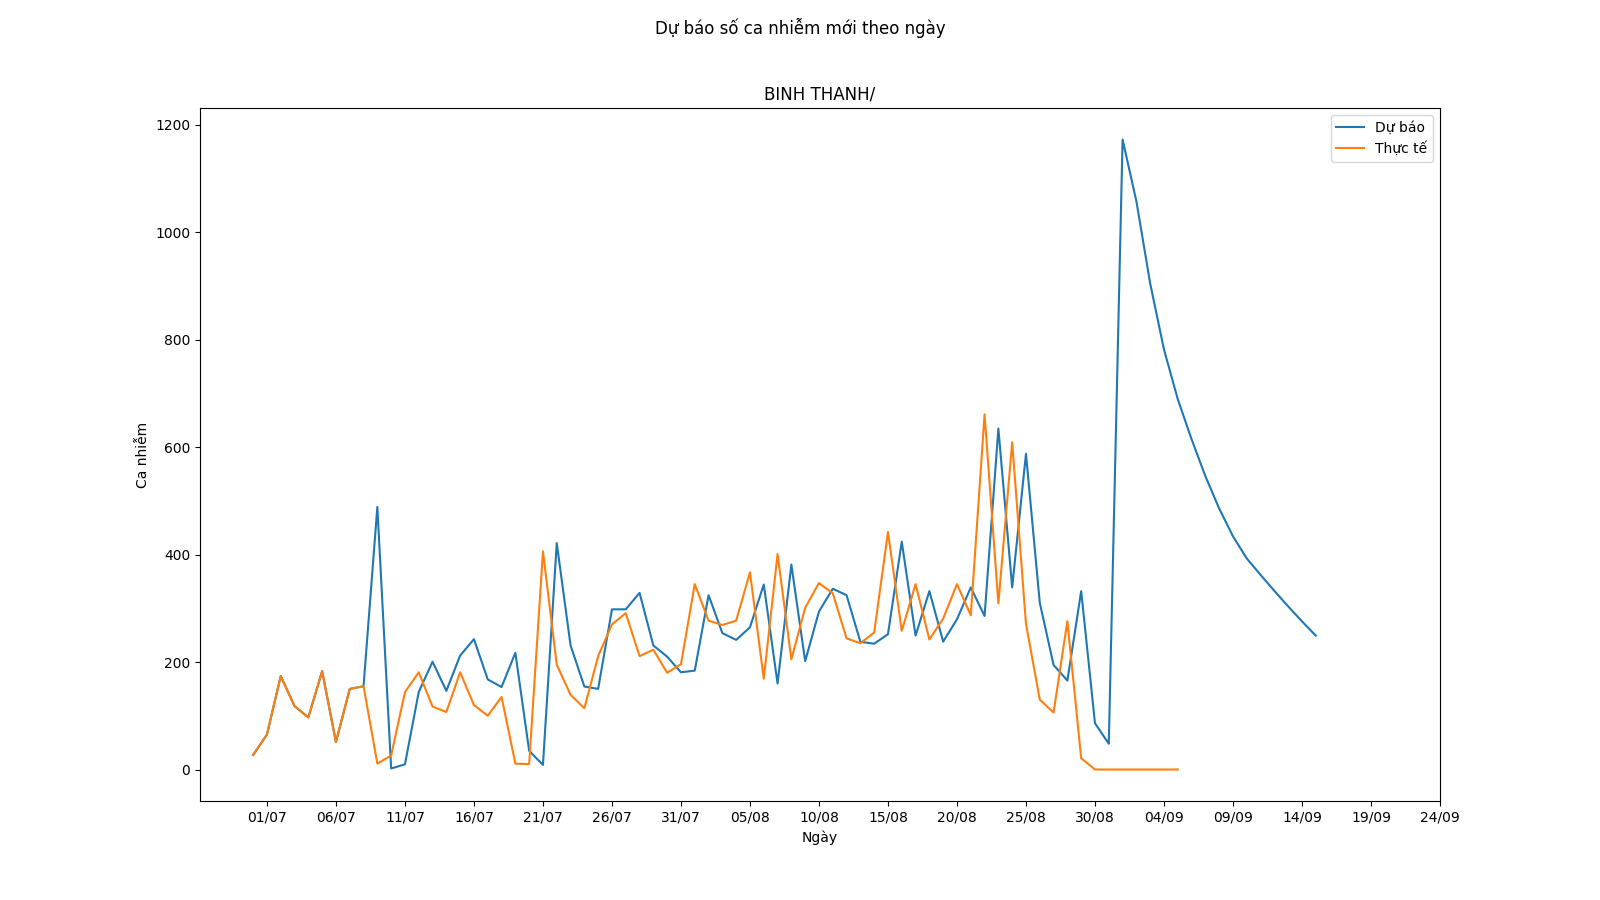 Dự báo số ca nhiễm mới theo ngày
BINH THANH/
Dự báo
Thực tế
1200
1000
800
600
400
200
0
Ca nhiễm
01/07 06/07 11/07 16/07 21/07 26/07 31/07 05/08 10/08 15/08 20/08 25/08 30/08 04/09 09/09 14/09 19/09 24/09
Ngày